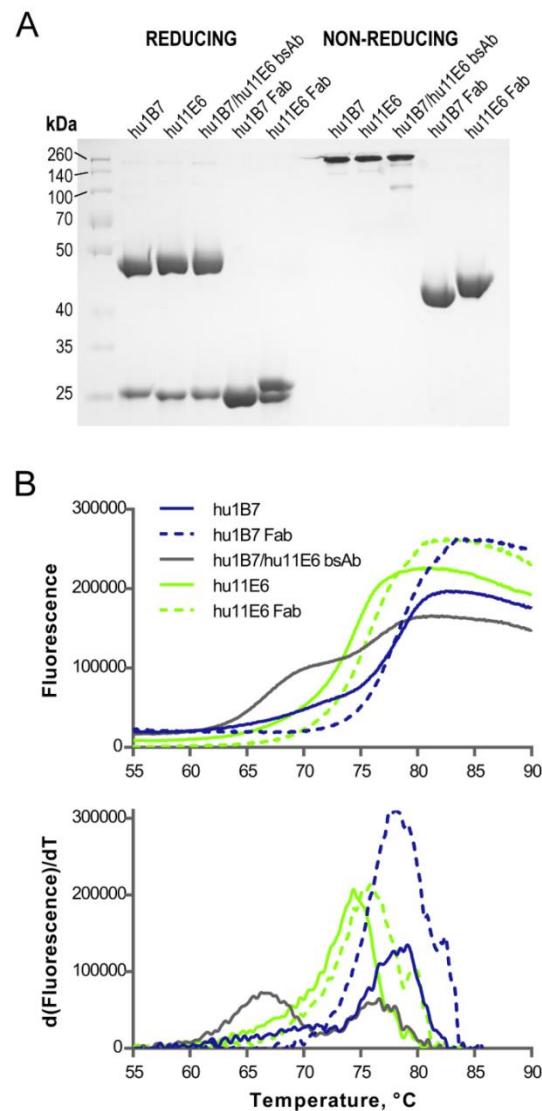 A
REDUCING NON-REDUCING
kDa hu1B7 hu11E6 hu1B7/hu11E6 bsAb hu1B7 Fab hu11E6 Fab hu1B7 hu11E6 hu1B7/hu11E6 bsAb hu1B7 Fab hu11E6 Fab
260
140
100
70
50
40
35
25
B
300000
200000
100000
0
Fluorescence
hu1B7
hu1B7 Fab
hu1B7/hu11E6 bsAb
hu11E6
hu11E6 Fab
55 60 65 70 75 80 85 90
300000
200000
100000
0
d(Fluorescence)/dT
55 60 65 70 75 80 85 90
Temperature, °C